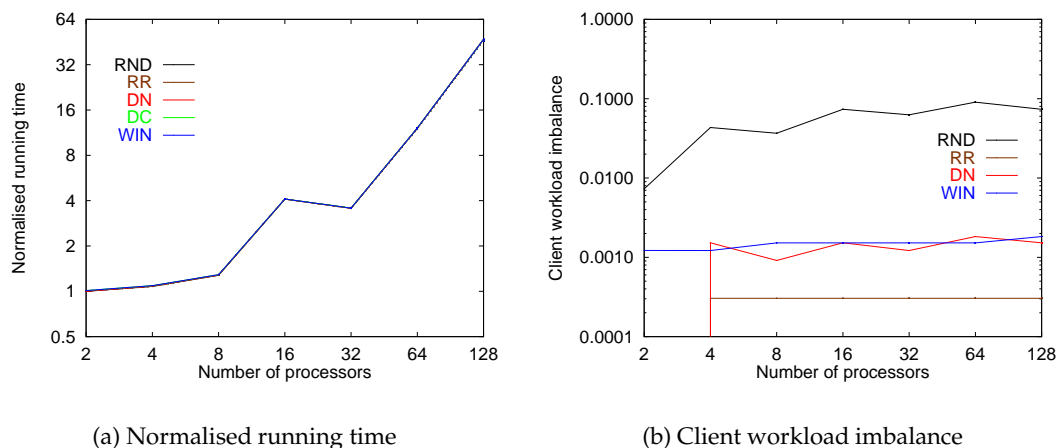 64
32
16
8
4
2
1
0.5
Normalised running time
RND
RR
DN
DC
WIN
2 4 8 16 32 64 128
Number of processors
(a) Normalised running time
1.0000
0.1000
0.0100
0.0010
0.0001
Client workload imbalance
RND
RR
DN
WIN
2 4 8 16 32 64 128
Number of processors
(b) Client workload imbalance